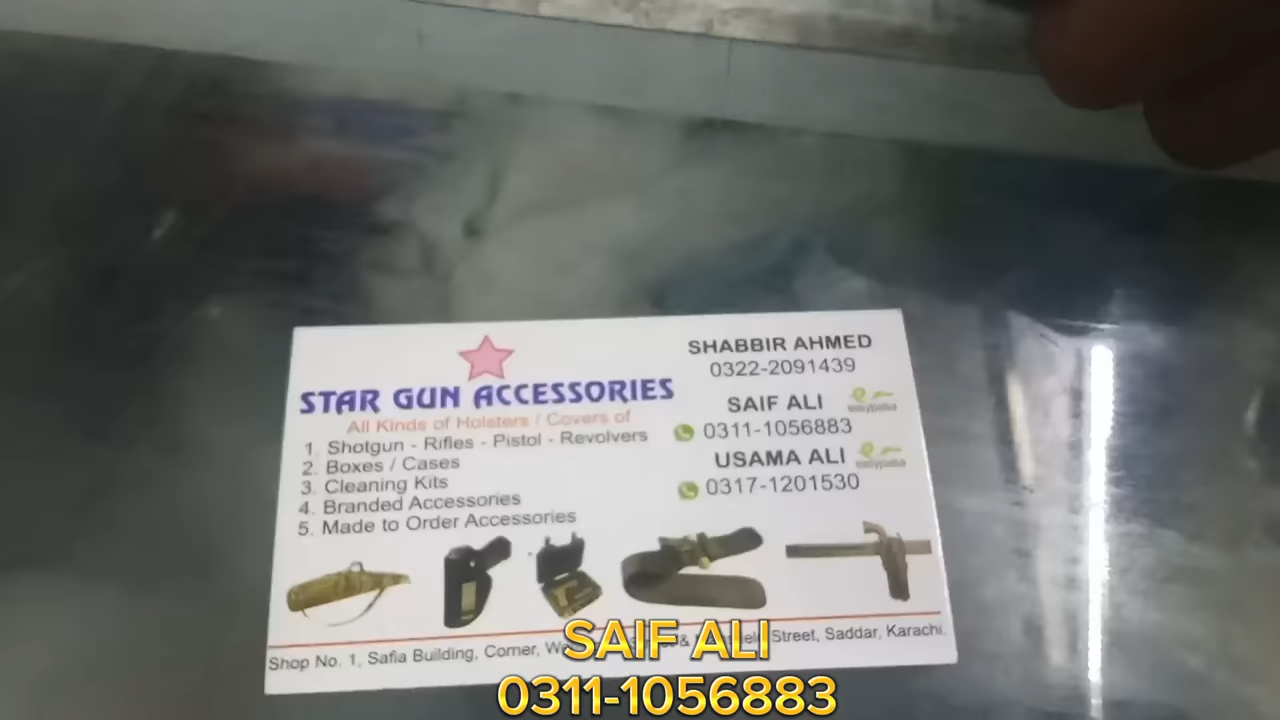 STAR GUN ACCESSORIES
All Kinds of Holsters / Covers of
1. Shotgun - Rifles - Pistol - Revolvers
2. Boxes / Cases
3. Cleaning Kits
4. Branded Accessories
5. Made to Order Accessories
SHABBIR AHMED
0322-2091439
SAIF ALI
easypaisa
0311-1056883
USAMA ALI
easypaisa
0317-1201530
Shop No. 1, Safia Building, Corner, & Street, Saddar, Karachi.
SAIF ALI
0311-1056883